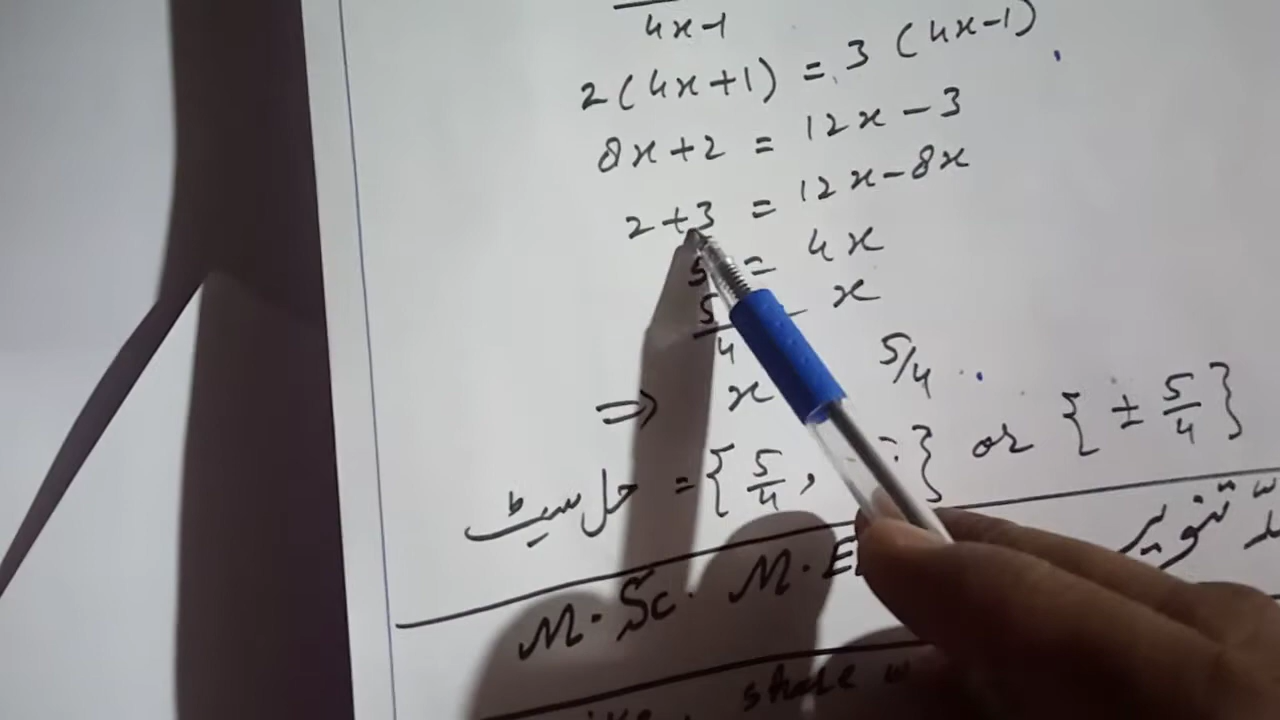 4x-1
2(4x+1) = 3 (4x-1)
8x+2 = 12x-3
2+3 = 12x-8x
5 = 4x
5/4 = x
⇒ x 5/4
حل سیٹ = {5/4, } or {± 5/4}
تنویر
M.Sc. M.E
share w